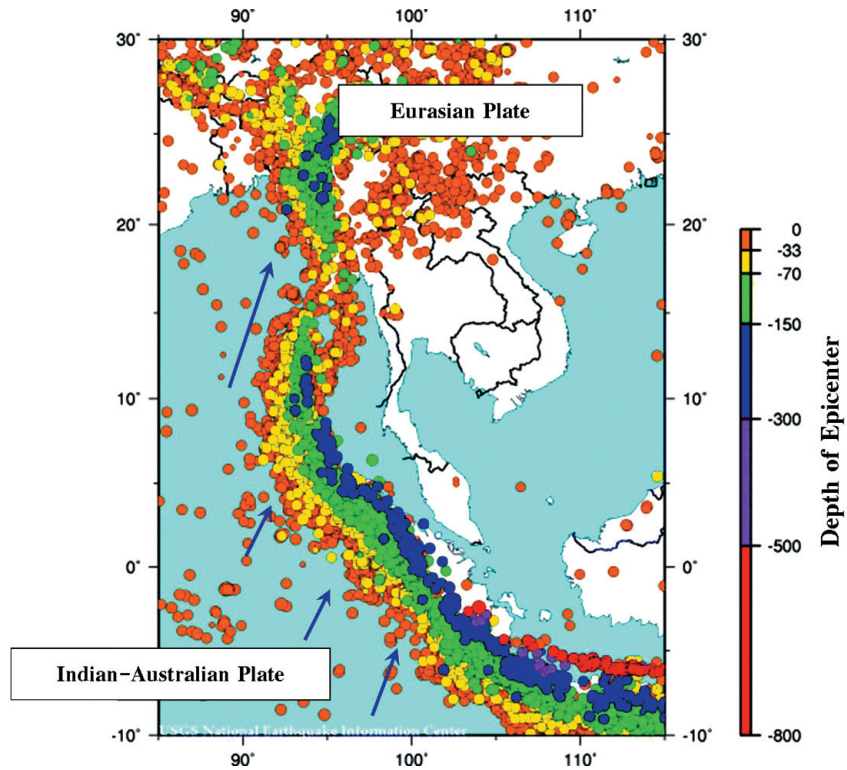 90˚ 100˚ 110˚
30˚ 30˚
Eurasian Plate
20˚ 20˚
10˚ 10˚
0˚ 0˚
Indian-Australian Plate
USGS National Earthquake Information Center
-10˚ -10˚
90˚ 100˚ 110˚
0
-33
-70
-150
-300
-500
-800
Depth of Epicenter